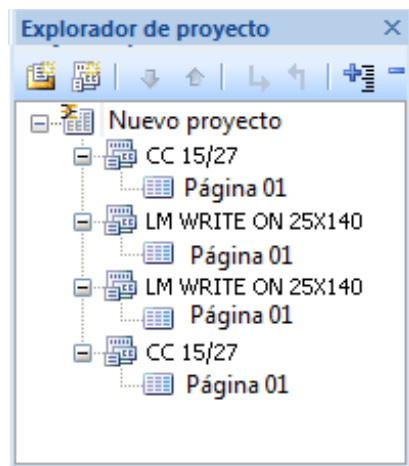 Explorador de proyecto
Nuevo proyecto
CC 15/27
Página 01
LM WRITE ON 25X140
Página 01
LM WRITE ON 25X140
Página 01
CC 15/27
Página 01